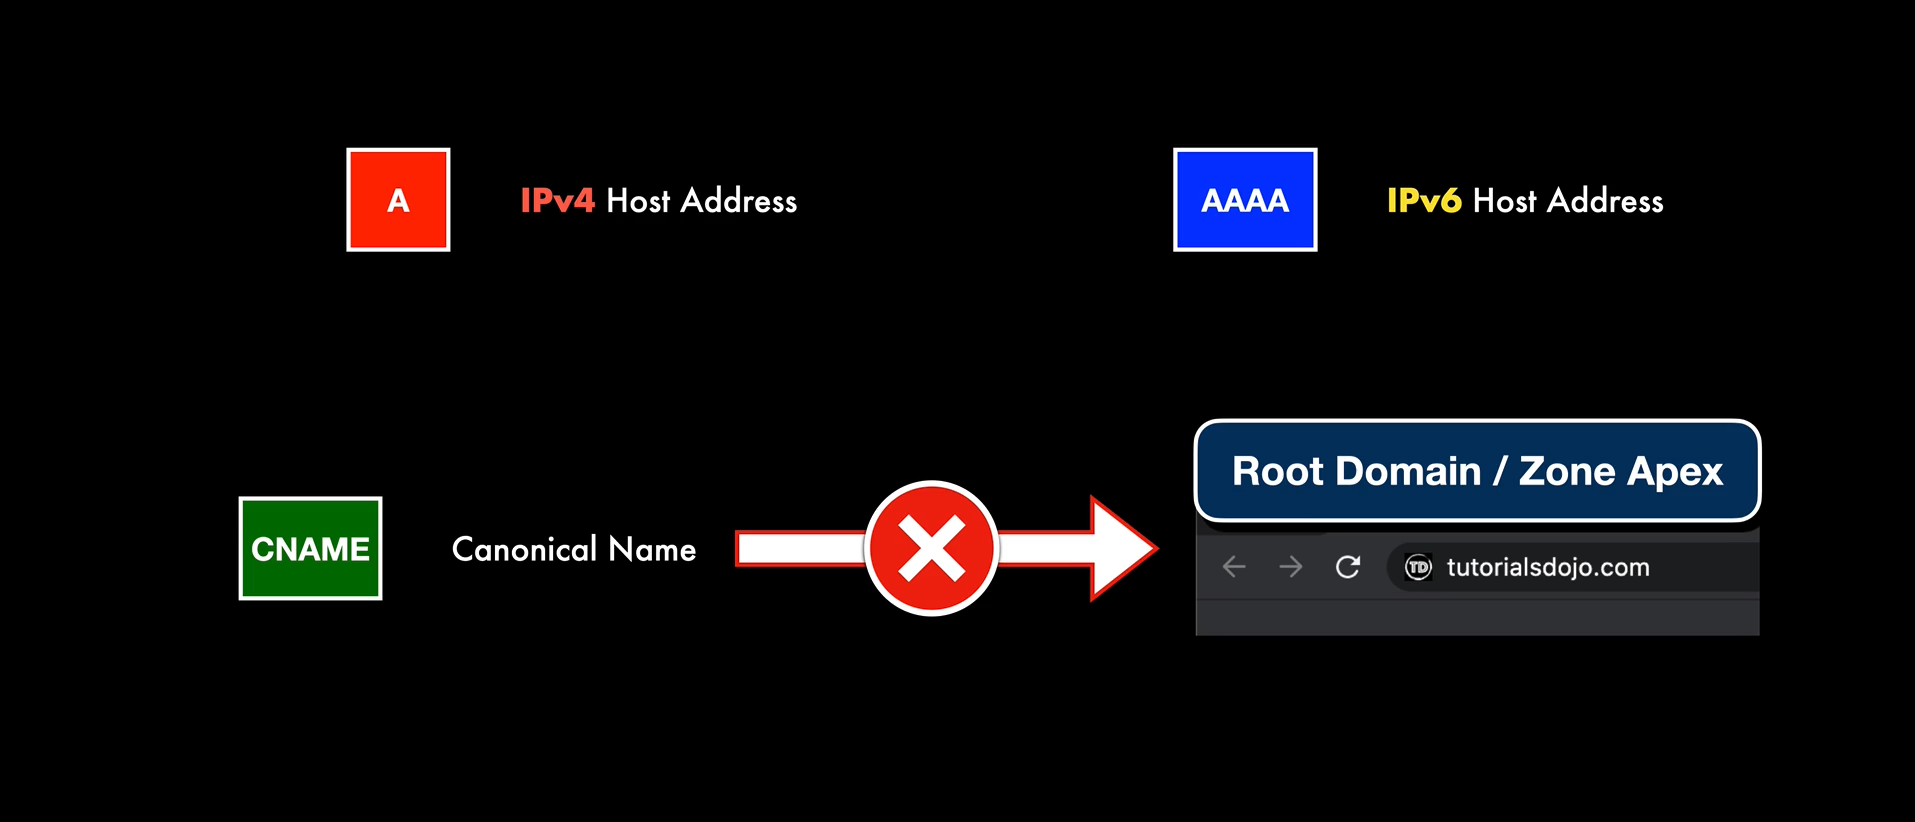 A
IPv4 Host Address
AAAA
IPv6 Host Address
Root Domain / Zone Apex
CNAME
Canonical Name
TD
tutorialsdojo.com